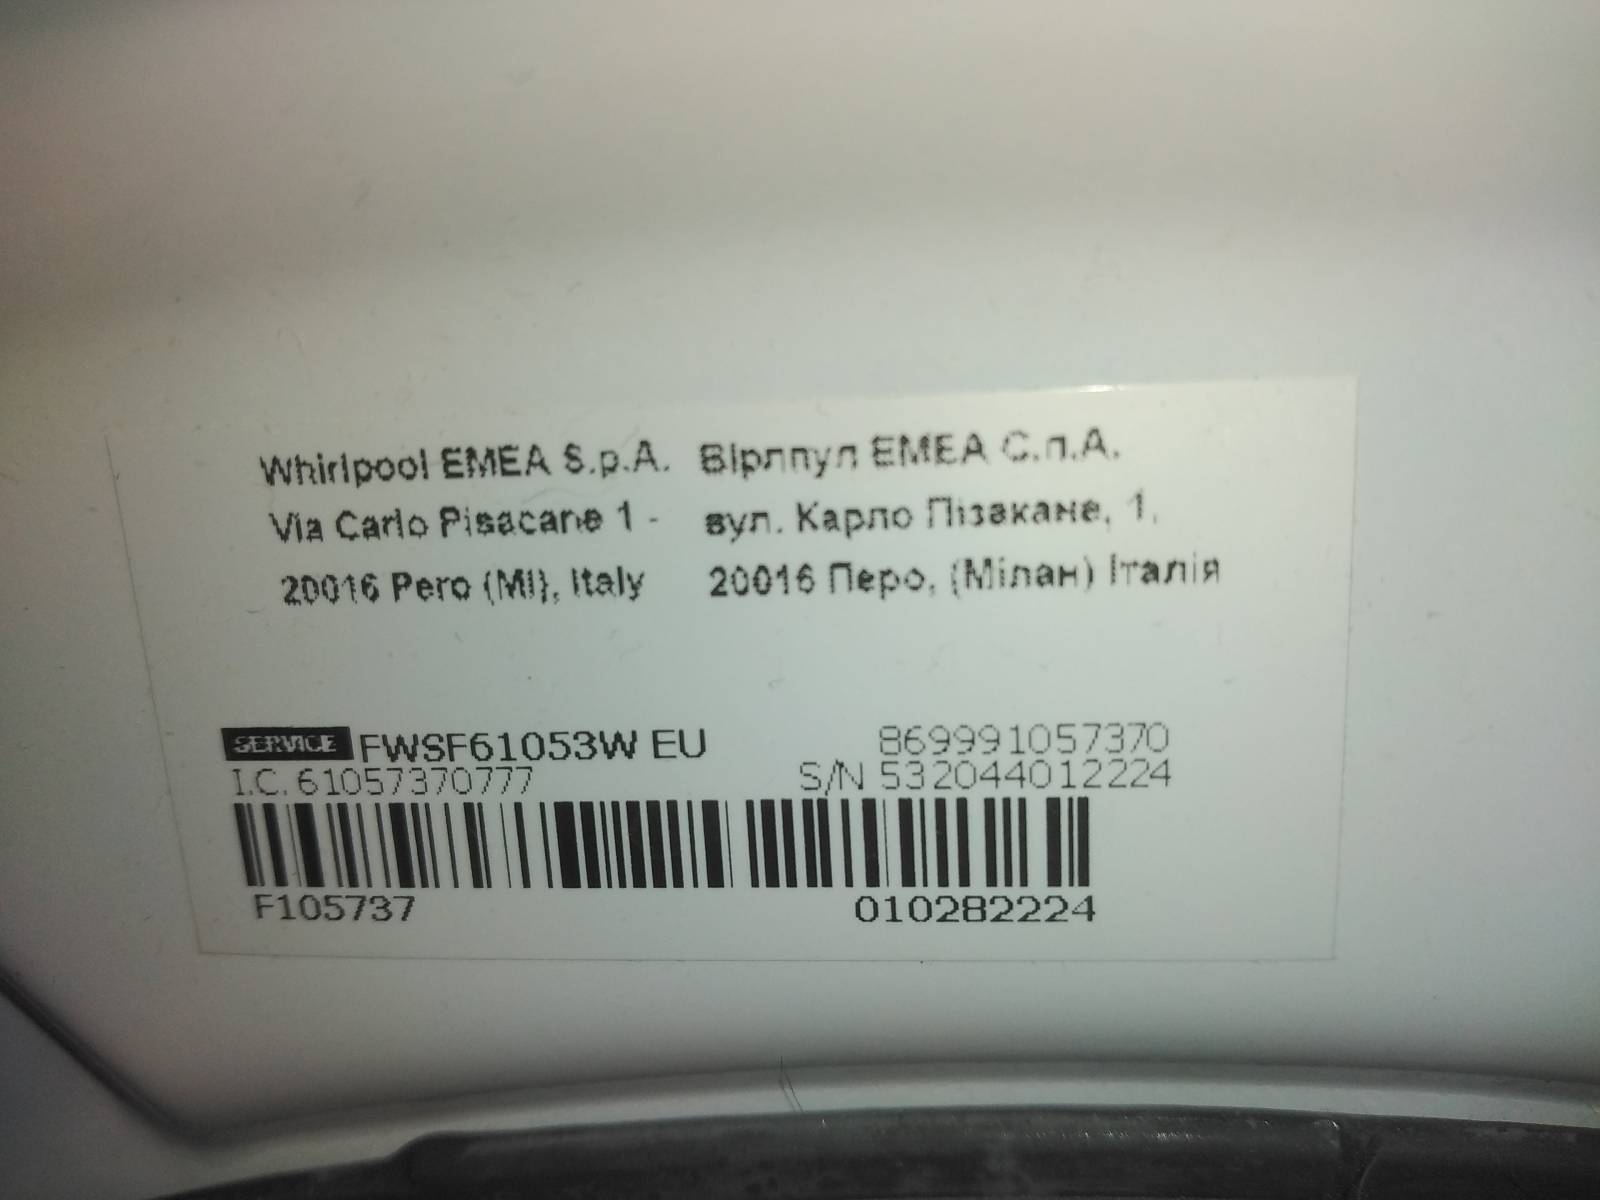 Whirlpool EMEA S.p.A. Вірлпул ЕМЕА С.п.А.
Via Carlo Pisacane 1 - вул. Карло Пізакане, 1,
20016 Pero (MI), Italy 20016 Перо, (Мілан) Італія
SERVICE FWSF61053W EU 869991057370
I.C. 61057370777 S/N 532044012224
F105737 010282224